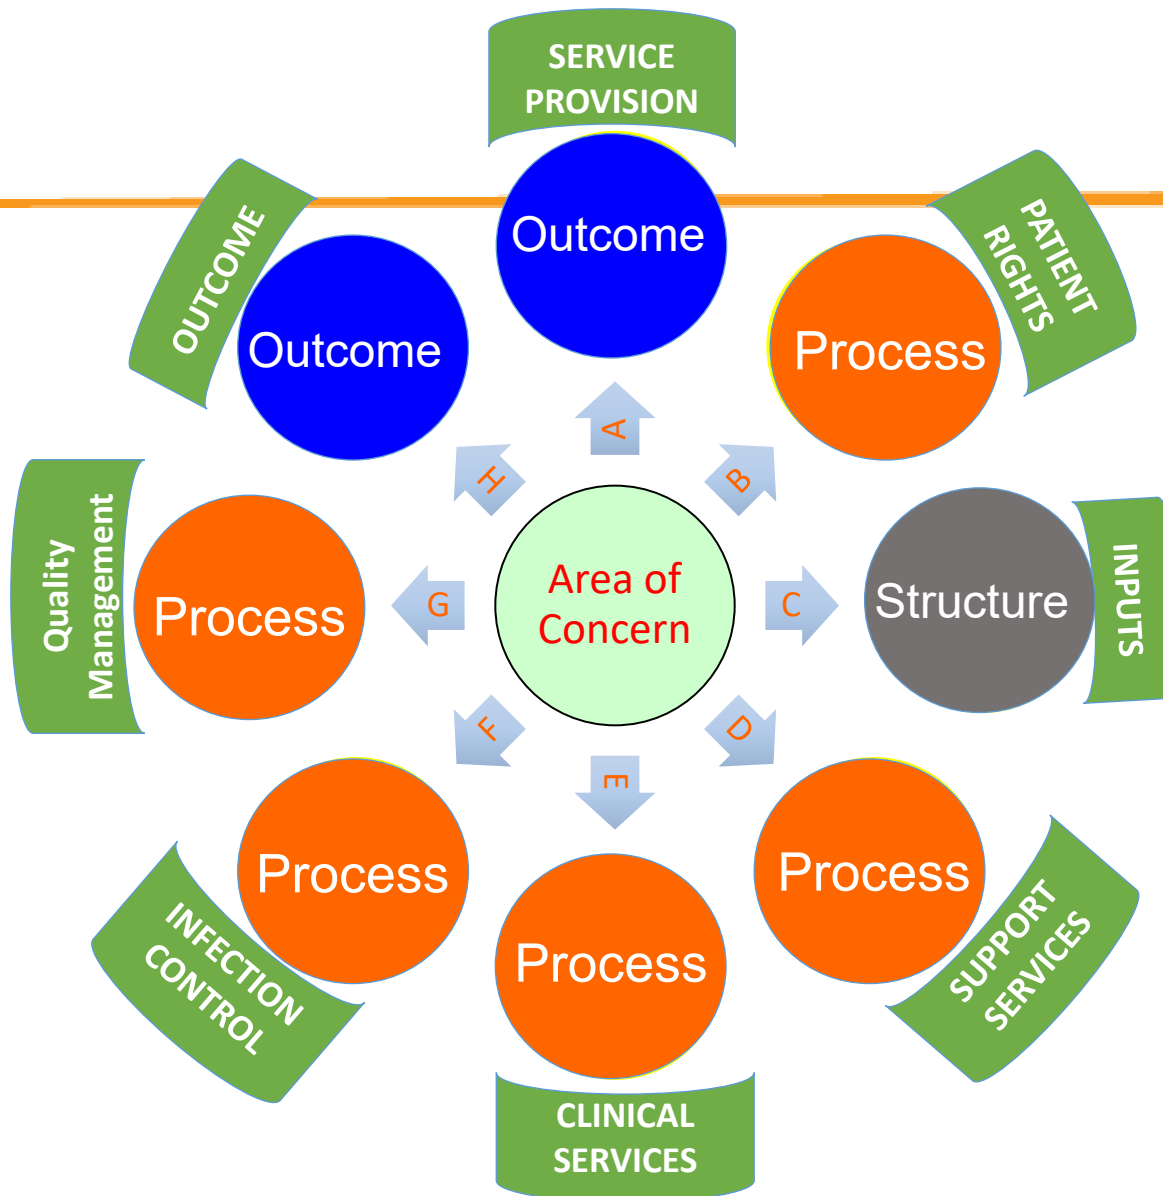 SERVICE
PROVISION
Outcome
A
PATIENT
RIGHTS
Process
B
INPUTS
Structure
C
SUPPORT
SERVICES
Process
D
CLINICAL
SERVICES
Process
E
INFECTION
CONTROL
Process
F
Quality
Management
Process
G
OUTCOME
Outcome
H
Area of
Concern